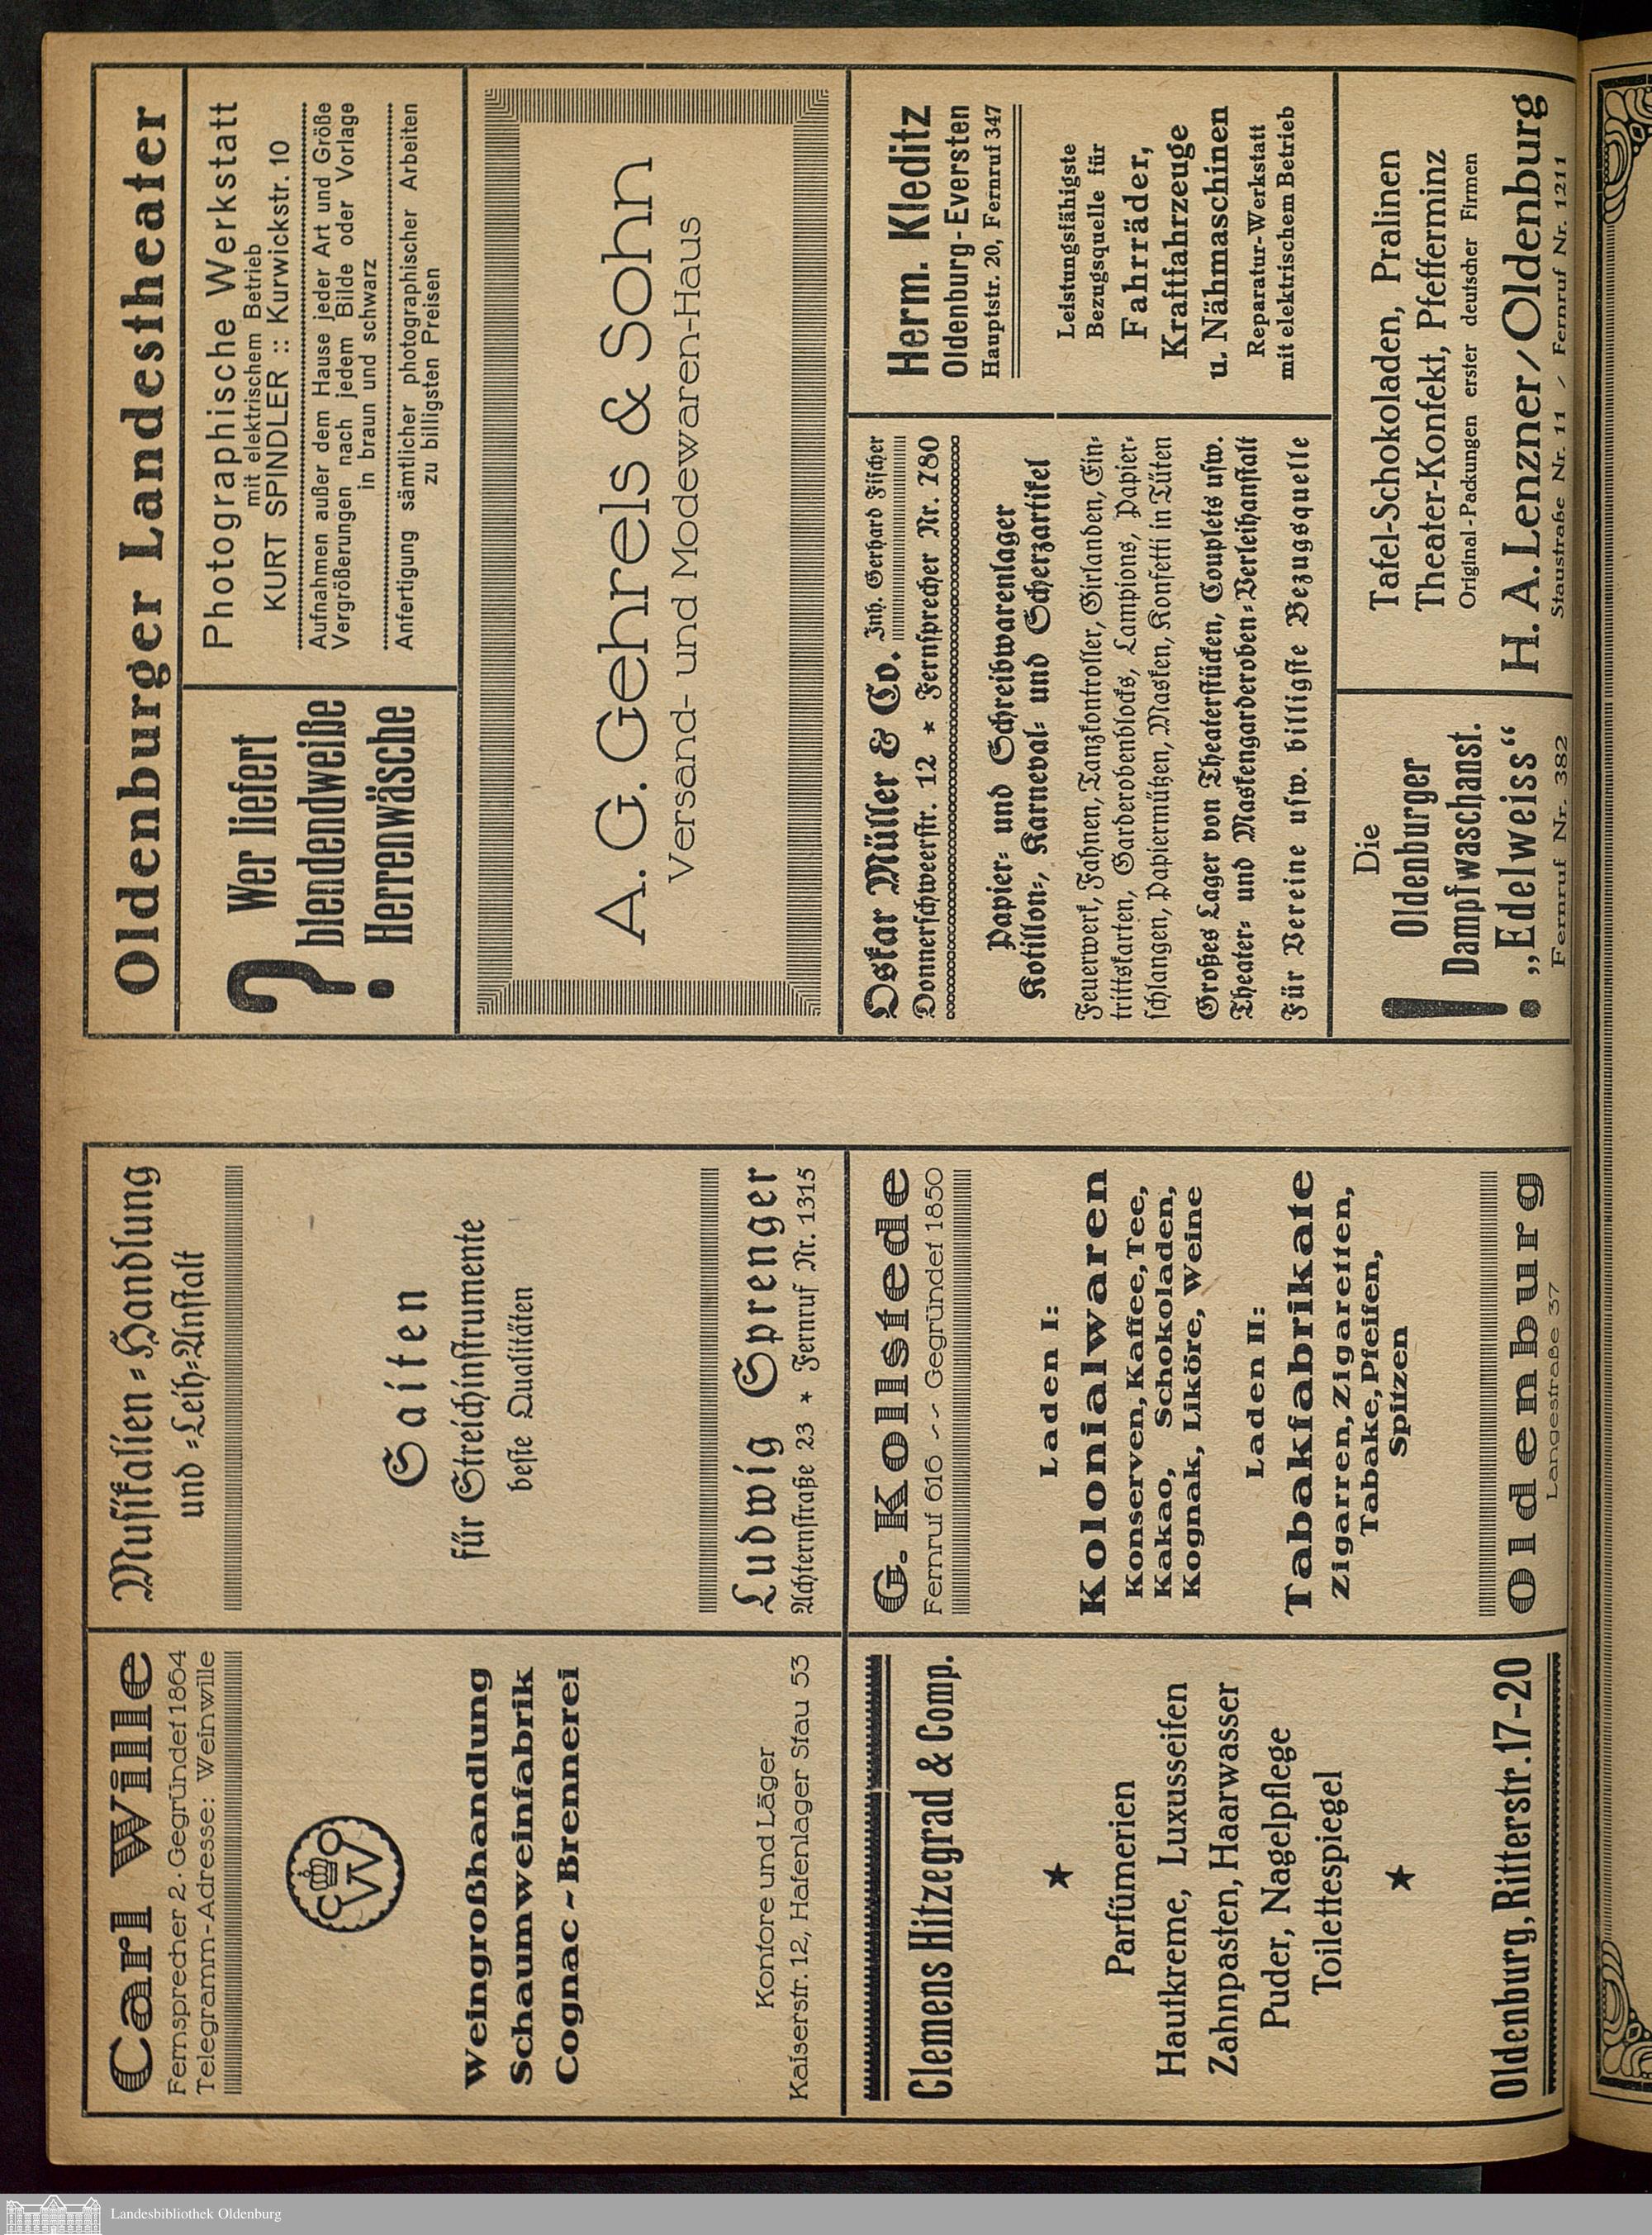 Carl Wille
Fernsprecher 2 · Gegründet 1864
Telegramm-Adresse: Weinwille
CWW
Weingroßhandlung
Schaumweinfabrik
Cognac-Brennerei
Kontore und Läger
Kaiserstr. 12, Hafenlager Stau 53
Musikalien-Handlung
und -Leih-Anstalt
Saiten
für Streichinstrumente
beste Qualitäten
Ludwig Sprenger
Achternstraße 23 * Fernruf Nr. 1315
Clemens Hitzegrad & Comp.
★
Parfümerien
Hautkreme, Luxusseifen
Zahnpasten, Haarwasser
Puder, Nagelpflege
Toilettespiegel
★
Oldenburg, Ritterstr. 17-20
G. Kollstede
Fernruf 616 ~~ Gegründet 1850
Laden I:
Kolonialwaren
Konserven, Kaffee, Tee,
Kakao, Schokoladen,
Kognak, Liköre, Weine
Laden II:
Tabakfabrikate
Zigarren, Zigaretten,
Tabake, Pfeifen,
Spitzen
Oldenburg
Langestraße 37
Oldenburger Landestheater
? Wer liefert
blendendweiße
Herrenwäsche
Photographische Werkstatt
mit elektrischem Betrieb
KURT SPINDLER :: Kurwickstr. 10
Aufnahmen außer dem Hause jeder Art und Größe
Vergrößerungen nach jedem Bilde oder Vorlage
in braun und schwarz
Anfertigung sämtlicher photographischer Arbeiten
zu billigsten Preisen
A. G. Gehrels & Sohn
Versand- und Modewaren-Haus
Oskar Müller & Co. Inh. Gerhard Fischer
Donnerschweerstr. 12 * Fernsprecher Nr. 780
Papier- und Schreibwarenlager
Kotillon-, Karneval- und Scherzartikel
Feuerwerk, Fahnen, Tanzkontroller, Girlanden, Ein-
trittskarten, Garderobenblocks, Lampions, Papier-
schlangen, Papiermützen, Masken, Konfetti in Tüten
Großes Lager von Theaterstücken, Couplets usw.
Theater- und Maskengarderoben-Verleihanstalt
Für Vereine usw. billigste Bezugsquelle
Herm. Kleditz
Oldenburg-Eversten
Hauptstr. 20, Fernruf 347
Leistungsfähigste
Bezugsquelle für
Fahrräder,
Kraftfahrzeuge
u. Nähmaschinen
Reparatur-Werkstatt
mit elektrischem Betrieb
! Die
Oldenburger
Dampfwaschanst.
„Edelweiss“
Fernruf Nr. 382
Tafel-Schokoladen, Pralinen
Theater-Konfekt, Pfefferminz
Original-Packungen erster deutscher Firmen
H. A. Lenzner / Oldenburg
Staustraße Nr. 11 / Fernruf Nr. 1211
Landesbibliothek Oldenburg